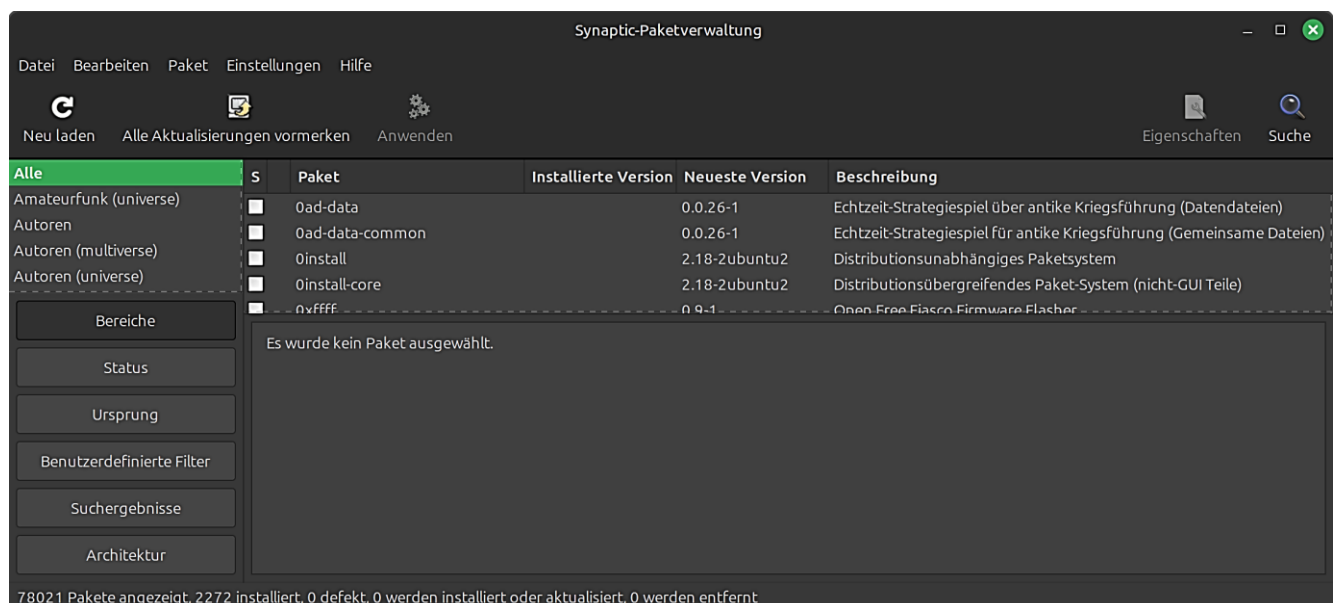 Synaptic-Paketverwaltung
Datei Bearbeiten Paket Einstellungen Hilfe
Neu laden Alle Aktualisierungen vormerken Anwenden Eigenschaften Suche
Alle
Amateurfunk (universe)
Autoren
Autoren (multiverse)
Autoren (universe)
Bereiche
Status
Ursprung
Benutzerdefinierte Filter
Suchergebnisse
Architektur
S Paket Installierte Version Neueste Version Beschreibung
0ad-data 0.0.26-1 Echtzeit-Strategiespiel über antike Kriegsführung (Datendateien)
0ad-data-common 0.0.26-1 Echtzeit-Strategiespiel für antike Kriegsführung (Gemeinsame Dateien)
0install 2.18-2ubuntu2 Distributionsunabhängiges Paketsystem
0install-core 2.18-2ubuntu2 Distributionsübergreifendes Paket-System (nicht-GUI Teile)
0xffff 0.9-1 Open Free Fiasco Firmware Flasher
Es wurde kein Paket ausgewählt.
78021 Pakete angezeigt, 2272 installiert, 0 defekt, 0 werden installiert oder aktualisiert, 0 werden entfernt